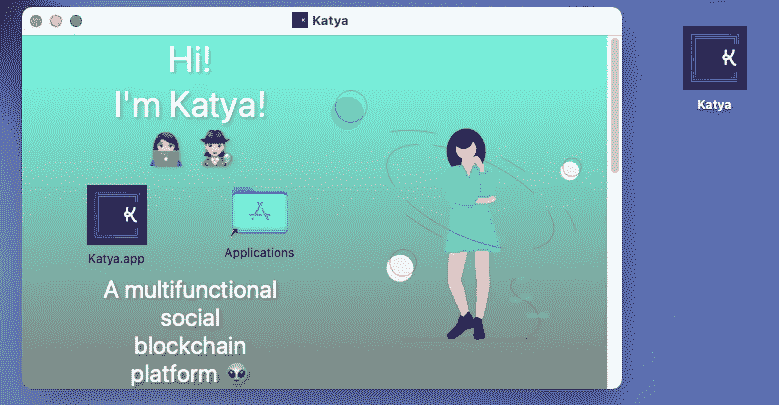 Katya
Hi!
I'm Katya!
K
Katya.app
Applications
A multifunctional
social
blockchain
platform
K
Katya